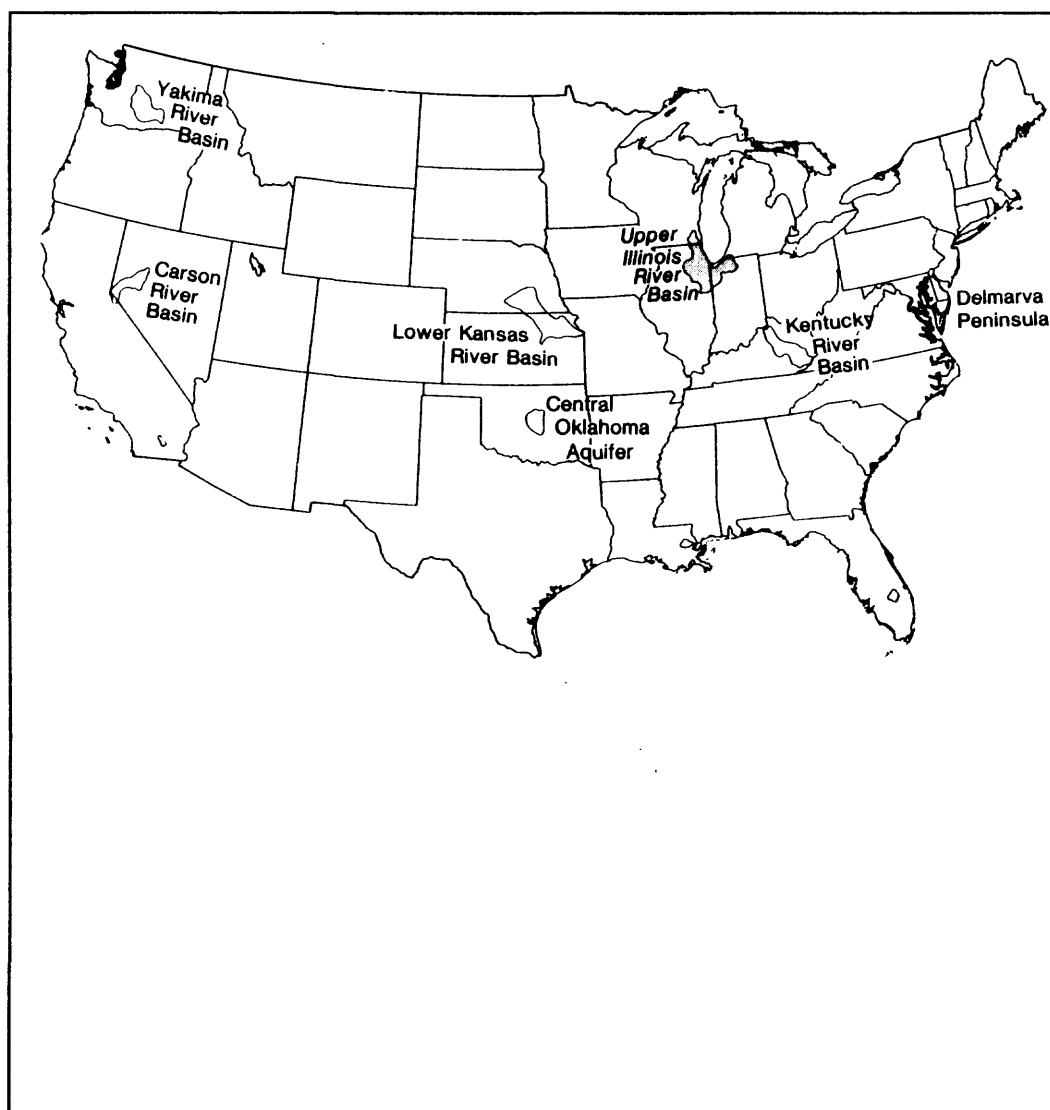 Yakima
River
Basin
Carson
River
Basin
Lower Kansas
River Basin
Central
Oklahoma
Aquifer
Upper
Illinois
River
Basin
Kentucky
River
Basin
Delmarva
Peninsula